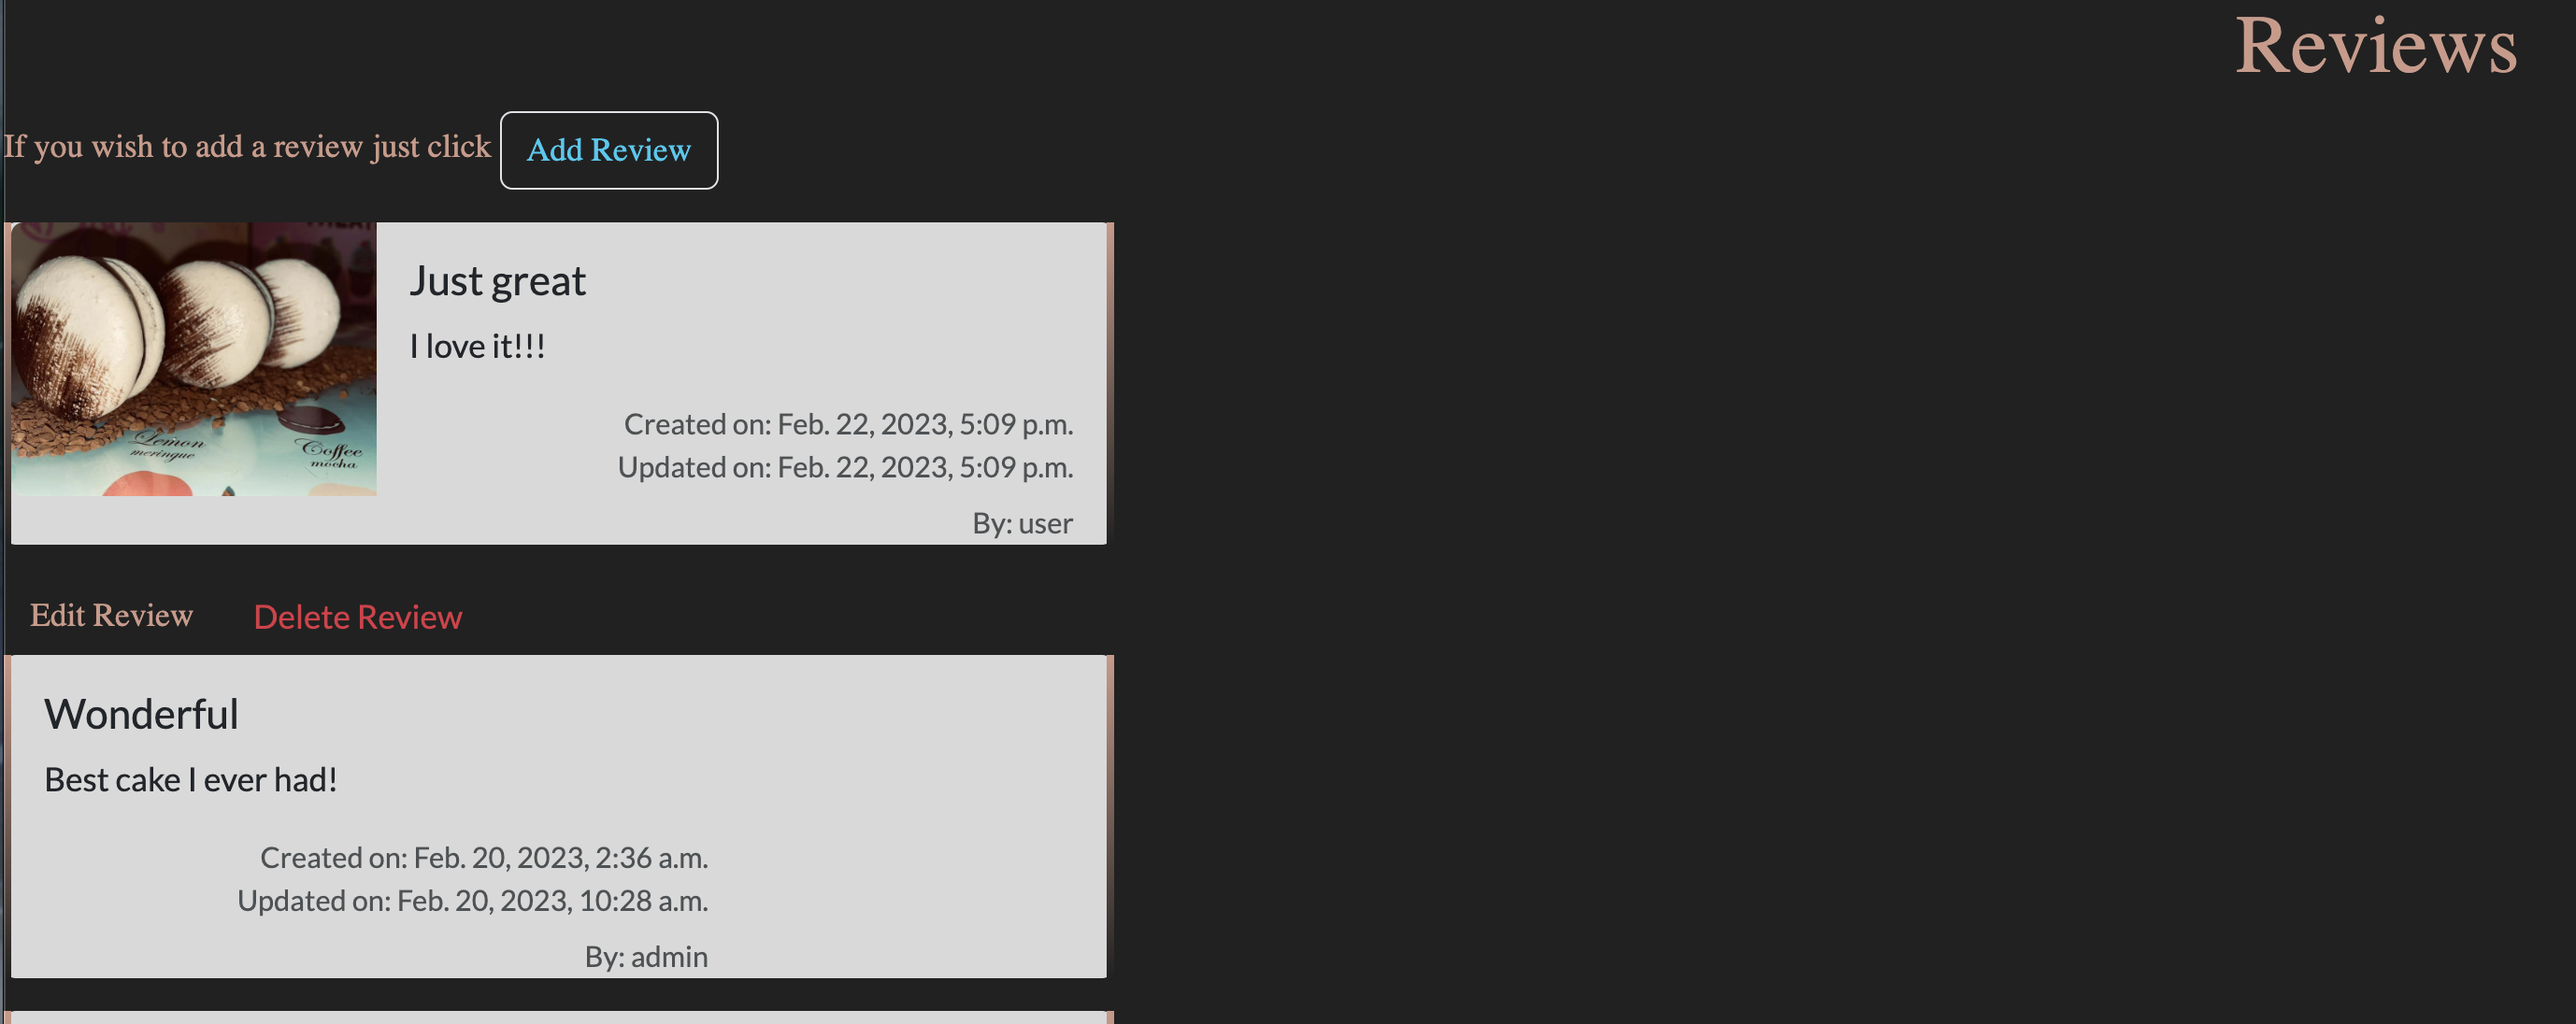 Reviews
If you wish to add a review just click Add Review
Just great
I love it!!!
Lemon
meringue
Coffee
mocha
Created on: Feb. 22, 2023, 5:09 p.m.
Updated on: Feb. 22, 2023, 5:09 p.m.
By: user
Edit Review Delete Review
Wonderful
Best cake I ever had!
Created on: Feb. 20, 2023, 2:36 a.m.
Updated on: Feb. 20, 2023, 10:28 a.m.
By: admin